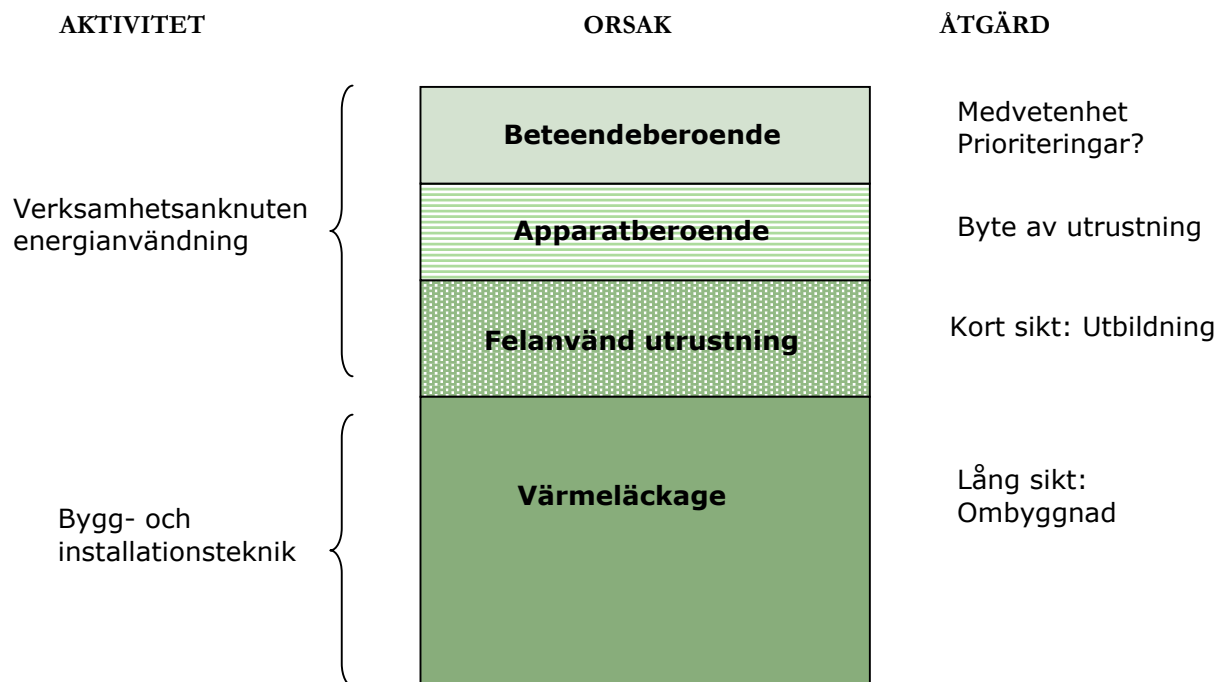 AKTIVITET ORSAK ÅTGÄRD
Beteendeberoende
Medvetenhet
Prioriteringar?
Verksamhetsanknuten
energianvändning
Apparatberoende
Byte av utrustning
Felanvänd utrustning
Kort sikt: Utbildning
Bygg- och
installationsteknik
Värmeläckage
Lång sikt:
Ombyggnad